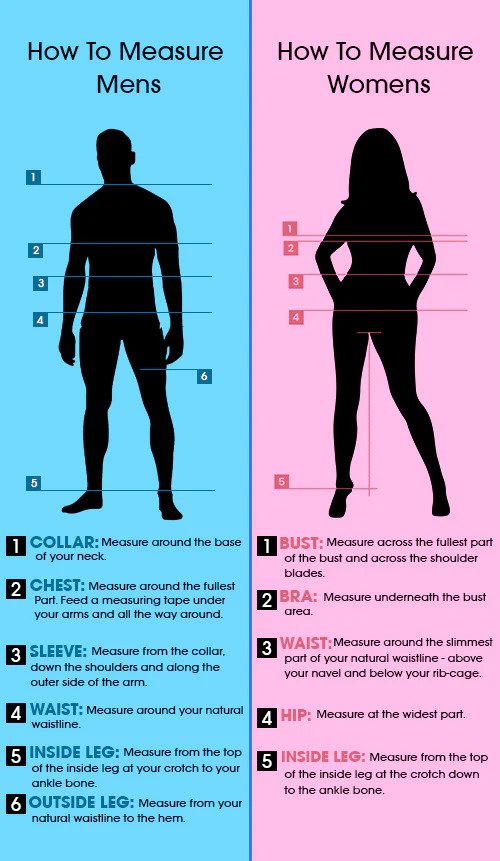 How To Measure
Mens
1
2
3
4
6
5
1 COLLAR: Measure around the base
of your neck.
2 CHEST: Measure around the fullest
Part. Feed a measuring tape under
your arms and all the way around.
3 SLEEVE: Measure from the collar,
down the shoulders and along the
outer side of the arm.
4 WAIST: Measure around your natural
waistline.
5 INSIDE LEG: Measure from the top
of the inside leg at your crotch to your
ankle bone.
6 OUTSIDE LEG: Measure from your
natural waistline to the hem.
How To Measure
Womens
1
2
3
4
5
1 BUST: Measure across the fullest part
of the bust and across the shoulder
blades.
2 BRA: Measure underneath the bust
area.
3 WAIST: Measure around the slimmest
part of your natural waistline - above
your navel and below your rib-cage.
4 HIP: Measure at the widest part.
5 INSIDE LEG: Measure from the top
of the inside leg at the crotch down
to the ankle bone.